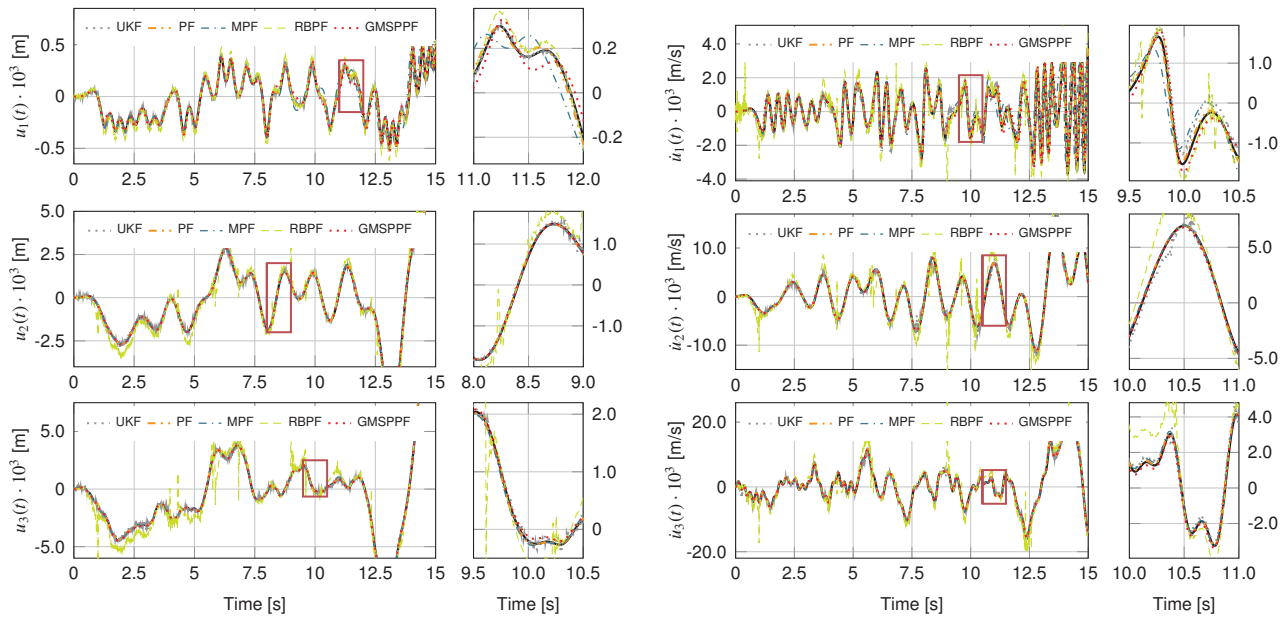 UKF PF MPF RBPF GMSPPF
u₁(t) · 10³ [m]
0.5
0
-0.5
0 2.5 5 7.5 10 12.5 15
0.2
0
-0.2
11.0 11.5 12.0
UKF PF MPF RBPF GMSPPF
u̇₁(t) · 10³ [m/s]
4.0
2.0
0
-2.0
-4.0
0 2.5 5 7.5 10 12.5 15
1.0
0
-1.0
9.5 10.0 10.5
UKF PF MPF RBPF GMSPPF
u₂(t) · 10³ [m]
5.0
2.5
0
-2.5
0 2.5 5 7.5 10 12.5 15
1.0
0
-1.0
8.0 8.5 9.0
UKF PF MPF RBPF GMSPPF
u̇₂(t) · 10³ [m/s]
10.0
0
-10.0
0 2.5 5 7.5 10 12.5 15
5.0
0
-5.0
10.0 10.5 11.0
UKF PF MPF RBPF GMSPPF
u₃(t) · 10³ [m]
5.0
0
-5.0
0 2.5 5 7.5 10 12.5 15
Time [s]
2.0
1.0
0
9.5 10.0 10.5
Time [s]
UKF PF MPF RBPF GMSPPF
u̇₃(t) · 10³ [m/s]
20.0
0
-20.0
0 2.5 5 7.5 10 12.5 15
Time [s]
4.0
2.0
0
-2.0
10.0 10.5 11.0
Time [s]